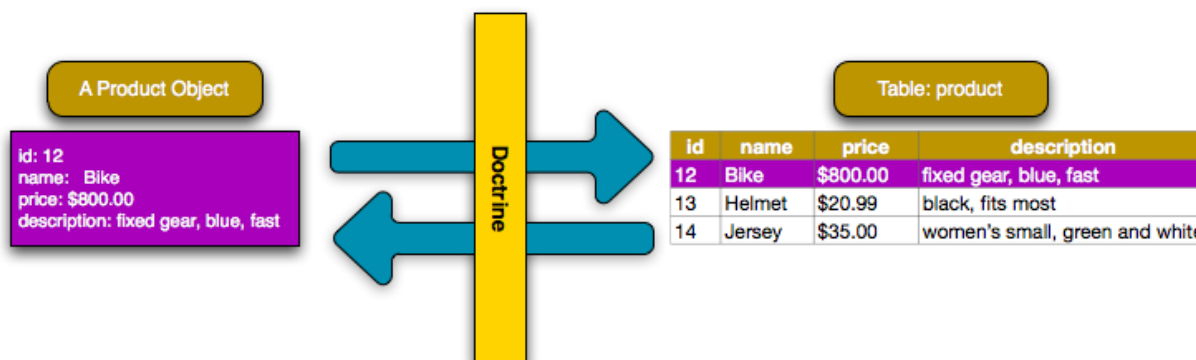 A Product Object
id: 12
name: Bike
price: $800.00
description: fixed gear, blue, fast
Doctrine
Table: product
id name price description
12 Bike $800.00 fixed gear, blue, fast
13 Helmet $20.99 black, fits most
14 Jersey $35.00 women's small, green and white